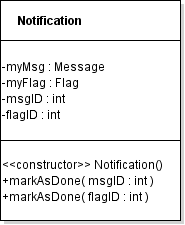 Notification
-myMsg : Message
-myFlag : Flag
-msgID : int
-flagID : int
<<constructor>> Notification()
+markAsDone( msgID : int )
+markAsDone( flagID : int )